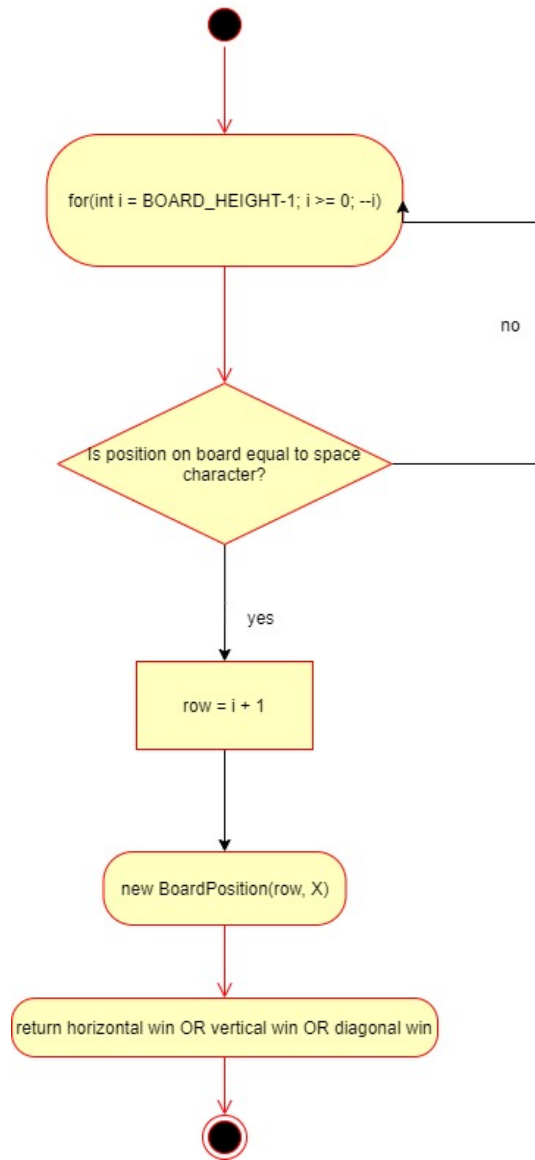 for(int i = BOARD_HEIGHT-1; i >= 0; --i)
no
Is position on board equal to space
character?
yes
row = i + 1
new BoardPosition(row, X)
return horizontal win OR vertical win OR diagonal win